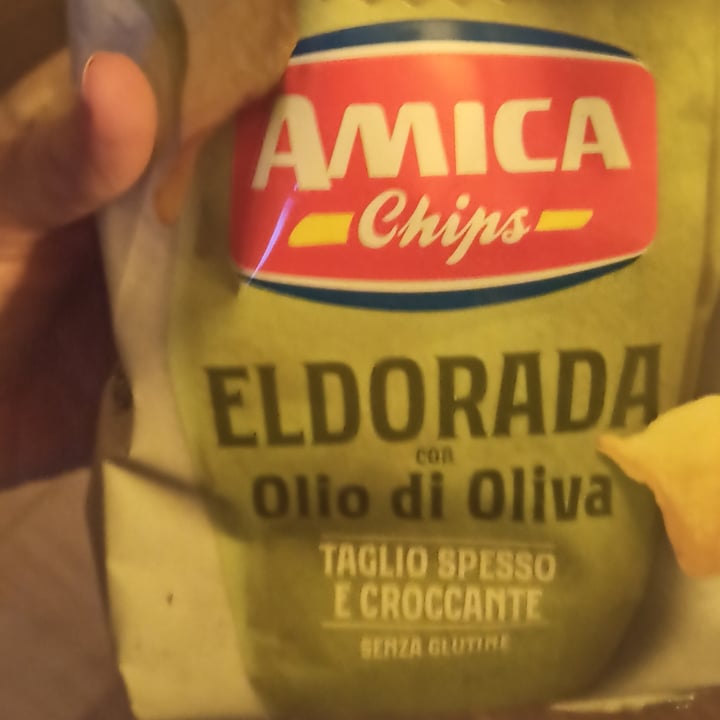 AMICA
Chips
ELDORADA
con
Olio di Oliva
TAGLIO SPESSO
E CROCCANTE
SENZA GLUTINE